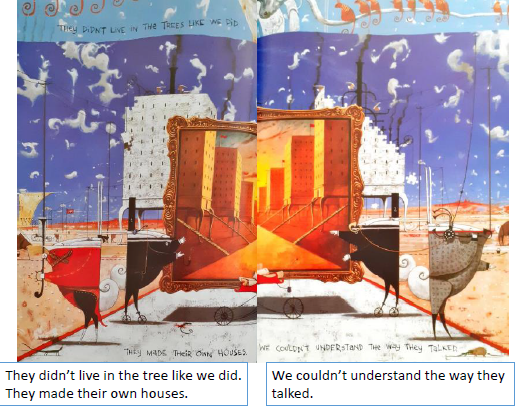 THEY DIDN'T LIVE IN THE TREES LIKE WE DID.
THEY MADE THEIR OWN HOUSES.
WE COULDN'T UNDERSTAND THE WAY THEY TALKED.
They didn't live in the tree like we did.
They made their own houses.
We couldn't understand the way they
talked.